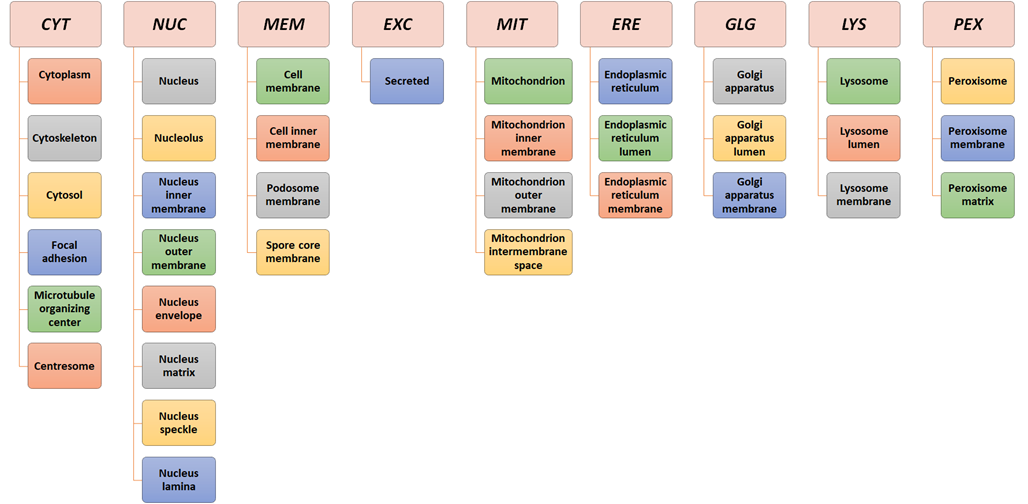 CYT
NUC
MEM
EXC
MIT
ERE
GLG
LYS
PEX
Cytoplasm
Cytoskeleton
Cytosol
Focal
adhesion
Microtubule
organizing
center
Centresome
Nucleus
Nucleolus
Nucleus
inner
membrane
Nucleus
outer
membrane
Nucleus
envelope
Nucleus
matrix
Nucleus
speckle
Nucleus
lamina
Cell
membrane
Cell inner
membrane
Podosome
membrane
Spore core
membrane
Secreted
Mitochondrion
Mitochondrion
inner
membrane
Mitochondrion
outer
membrane
Mitochondrion
intermembrane
space
Endoplasmic
reticulum
Endoplasmic
reticulum
lumen
Endoplasmic
reticulum
membrane
Golgi
apparatus
Golgi
apparatus
lumen
Golgi
apparatus
membrane
Lysosome
Lysosome
lumen
Lysosome
membrane
Peroxisome
Peroxisome
membrane
Peroxisome
matrix